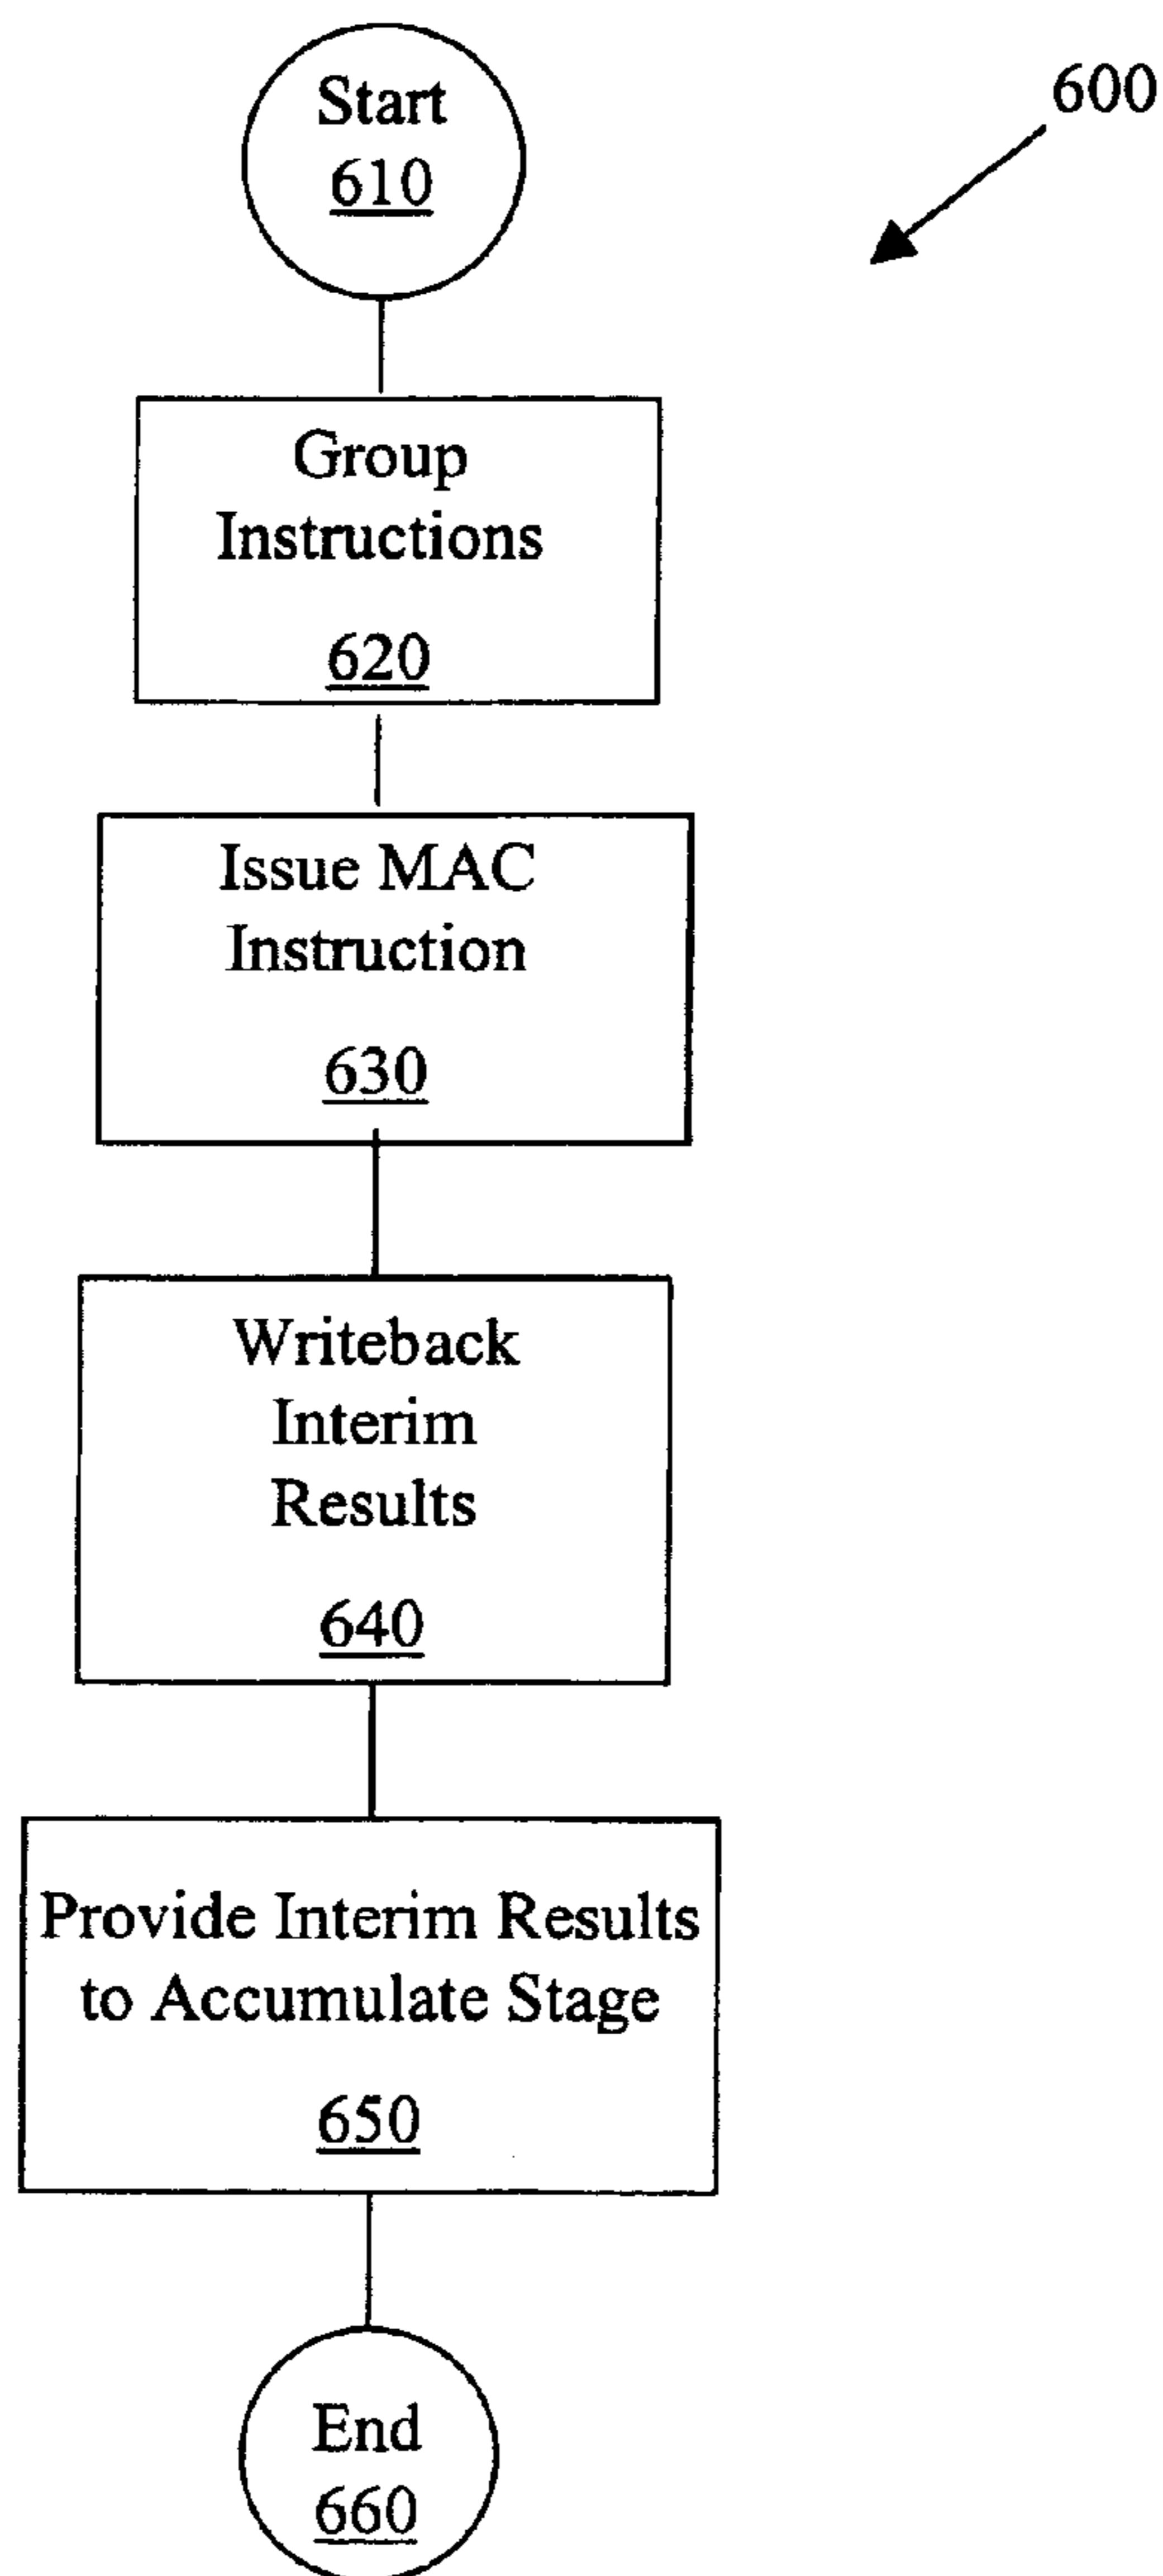 600
Start
610
Group
Instructions
620
Issue MAC
Instruction
630
Writeback
Interim
Results
640
Provide Interim Results
to Accumulate Stage
650
End
660